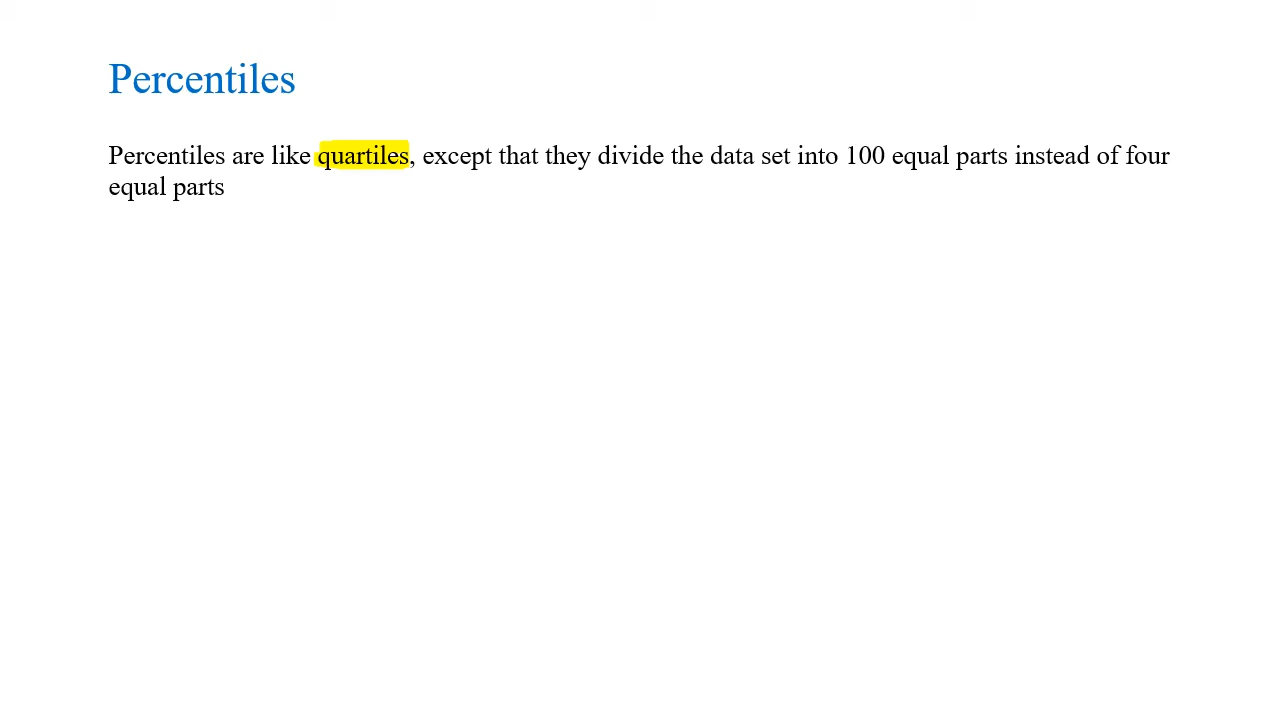 Percentiles
Percentiles are like quartiles, except that they divide the data set into 100 equal parts instead of four
equal parts